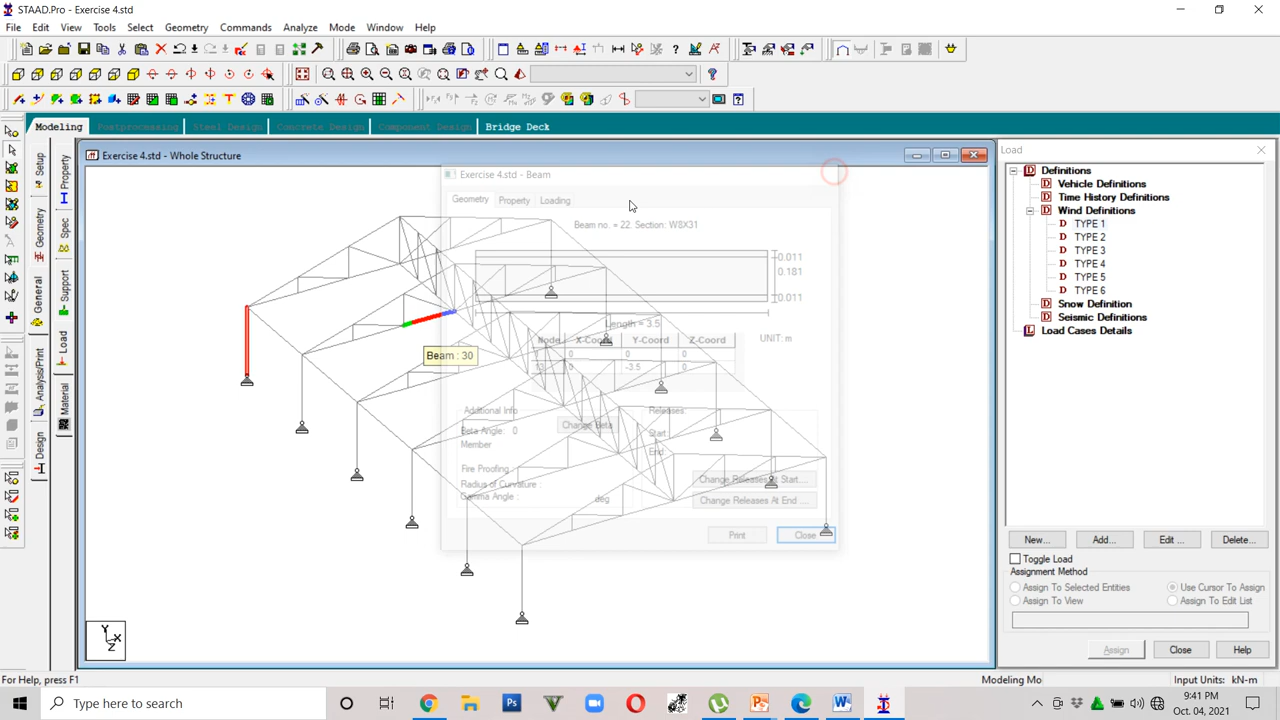 STAAD.Pro - Exercise 4.std
File Edit View Tools Select Geometry Commands Analyze Mode Window Help
Modeling Postprocessing Steel Design Concrete Design Component Design Bridge Deck
Exercise 4.std - Whole Structure
Load
Setup
Geometry
General
Analysis/Print
Design
Property
Spec
Support
Load
Material
Exercise 4.std - Beam
Geometry Property Loading
Beam no. = 22. Section: W8X31
0.011
0.181
0.011
Length = 3.5
Node X-Coord Y-Coord Z-Coord UNIT: m
0 0 0
13 0 -3.5 0
Beam : 30
Additional Info
Beta Angle: 0
Change Beta
Member
Fire Proofing :
Radius of Curvature :
Gamma Angle : deg
Releases
Start:
End:
Change Releases At Start....
Change Releases At End ....
Print Close
Definitions
Vehicle Definitions
Time History Definitions
Wind Definitions
TYPE 1
TYPE 2
TYPE 3
TYPE 4
TYPE 5
TYPE 6
Snow Definition
Seismic Definitions
Load Cases Details
New... Add... Edit ... Delete...
Toggle Load
Assignment Method
Assign To Selected Entities Use Cursor To Assign
Assign To View Assign To Edit List
Assign Close Help
Y
X
Z
For Help, press F1 Modeling Mo Input Units: kN-m
Type here to search
9:41 PM
Oct. 04, 2021